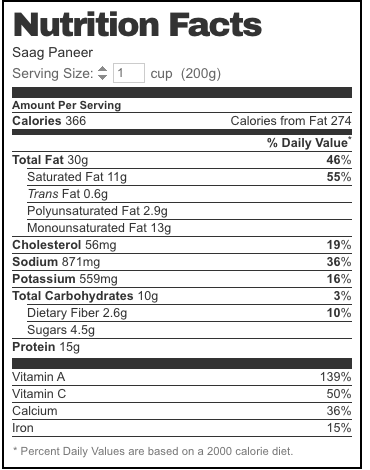 Nutrition Facts
Saag Paneer
Serving Size: 1 cup (200g)
Amount Per Serving
Calories 366 Calories from Fat 274
% Daily Value*
Total Fat 30g 46%
Saturated Fat 11g 55%
Trans Fat 0.6g
Polyunsaturated Fat 2.9g
Monounsaturated Fat 13g
Cholesterol 56mg 19%
Sodium 871mg 36%
Potassium 559mg 16%
Total Carbohydrates 10g 3%
Dietary Fiber 2.6g 10%
Sugars 4.5g
Protein 15g
Vitamin A 139%
Vitamin C 50%
Calcium 36%
Iron 15%
* Percent Daily Values are based on a 2000 calorie diet.